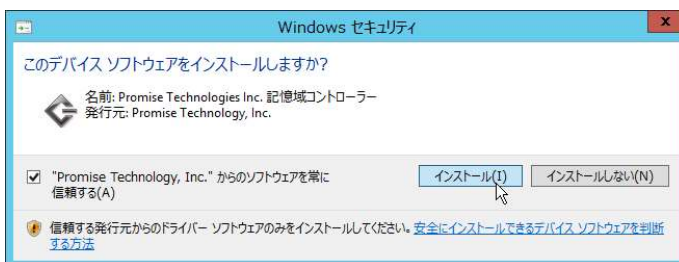 Windows セキュリティ
このデバイス ソフトウェアをインストールしますか?
名前: Promise Technologies Inc. 記憶域コントローラー
発行元: Promise Technology, Inc.
"Promise Technology, Inc." からのソフトウェアを常に
信頼する(A)
インストール(I)
インストールしない(N)
信頼する発行元からのドライバー ソフトウェアのみをインストールしてください。安全にインストールできるデバイス ソフトウェアを判断
する方法